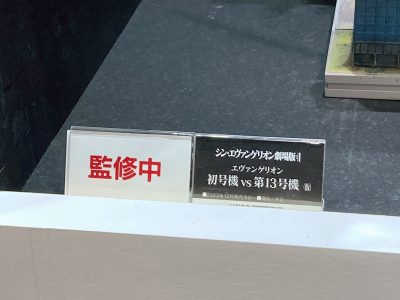 監修中
シン・エヴァンゲリオン劇場版
エヴァンゲリオン
初号機 vs 第13号機 (仮)